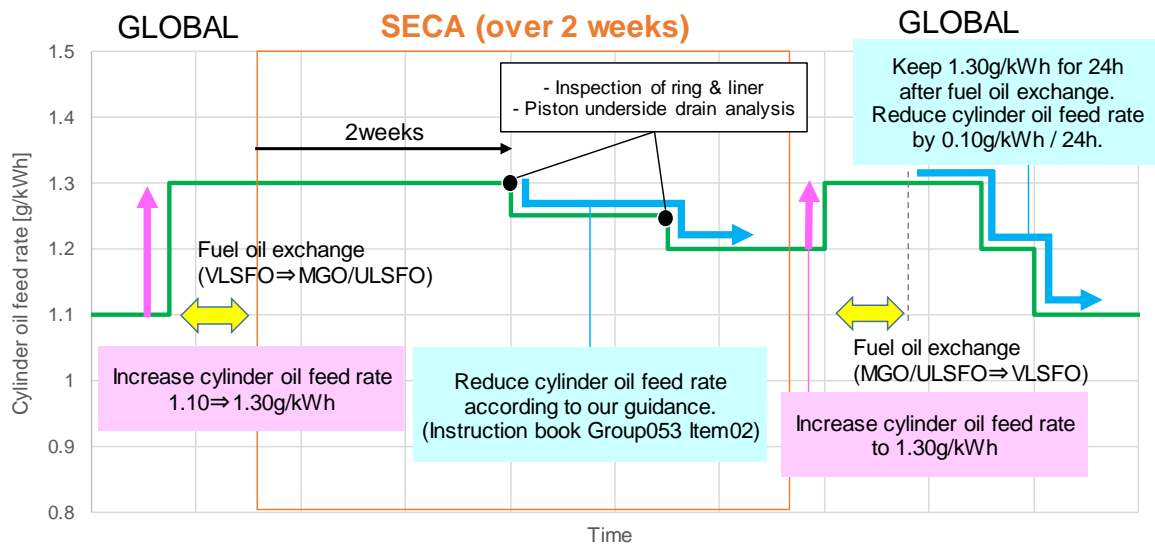 GLOBAL
SECA (over 2 weeks)
GLOBAL
Keep 1.30g/kWh for 24h
after fuel oil exchange.
Reduce cylinder oil feed rate
by 0.10g/kWh / 24h.
- Inspection of ring & liner
- Piston underside drain analysis
2weeks
Cylinder oil feed rate [g/kWh]
1.5
1.4
1.3
1.2
1.1
1
0.9
0.8
Fuel oil exchange
(VLSFO⇒MGO/ULSFO)
Increase cylinder oil feed rate
1.10⇒1.30g/kWh
Reduce cylinder oil feed rate
according to our guidance.
(Instruction book Group053 Item02)
Fuel oil exchange
(MGO/ULSFO⇒VLSFO)
Increase cylinder oil feed rate
to 1.30g/kWh
Time